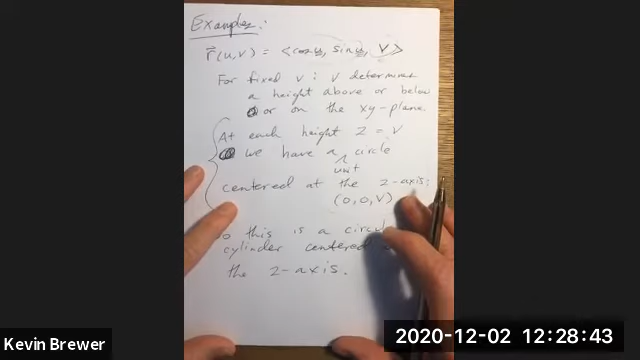 Examples:
r⃗(u,v) = <cos u, sin u, v>
For fixed v: v determines
a height above or below
or on the xy-plane
At each height z = v
we have a circle
unit
centered at the z-axis:
(0,0,v)
So this is a circul
cylinder centered
the z-axis.
Kevin Brewer
2020-12-02 12:28:43